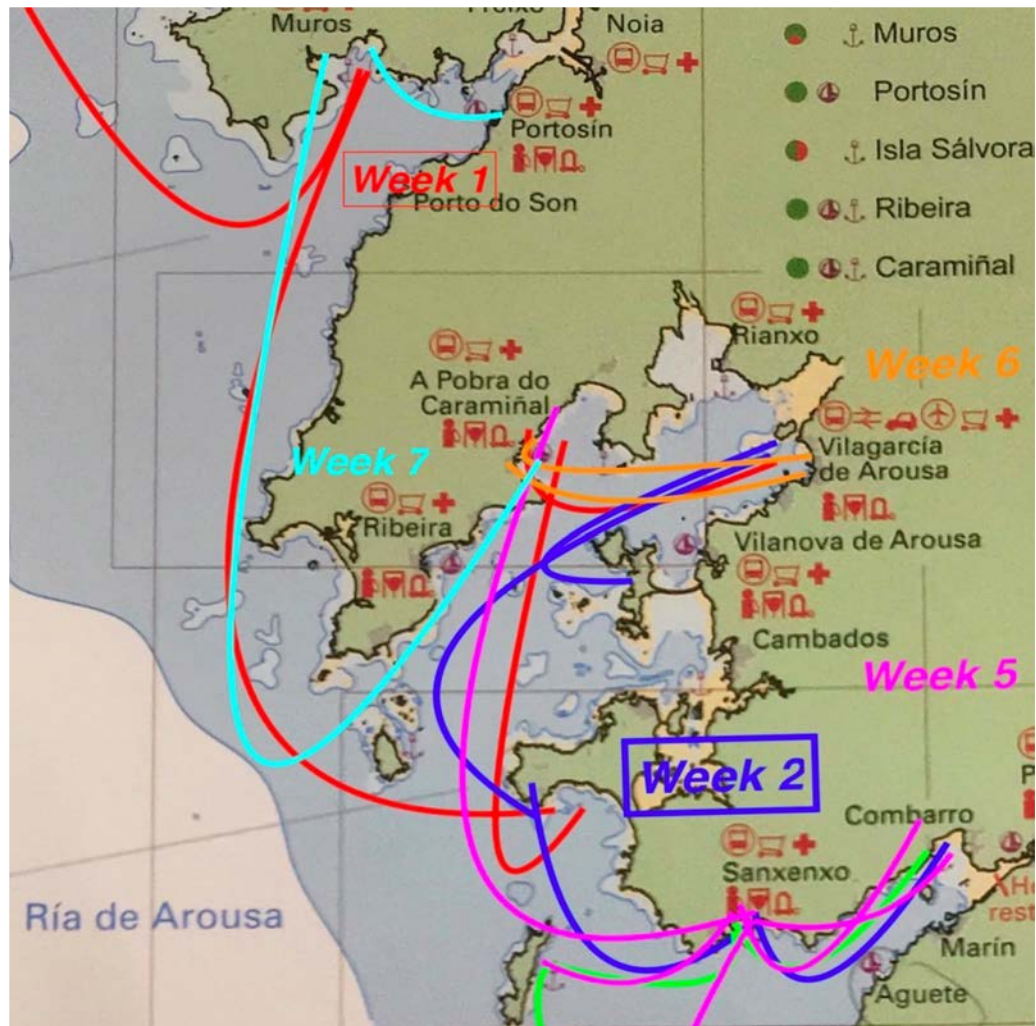 Muros
Noia
Muros
Portosín
Portosín
Week 1
Porto do Son
Isla Sálvora
Ribeira
Caramiñal
Rianxo
A Pobra do
Caramiñal
Week 6
Week 7
Vilagarcía
de Arousa
Ribeira
Vilanova de Arousa
Cambados
Week 5
Week 2
Combarro
Sanxenxo
Ría de Arousa
Marín
Aguete